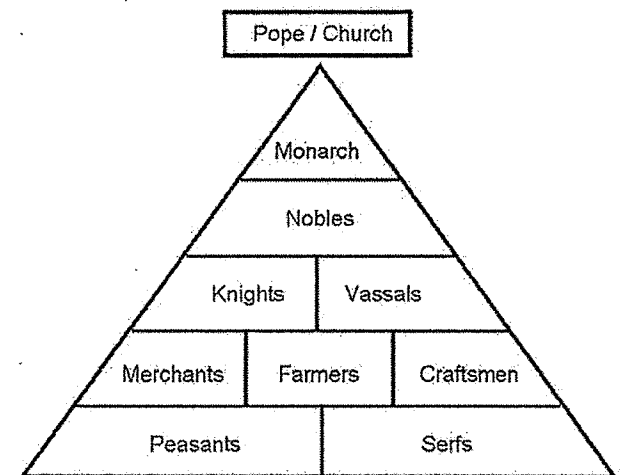 Pope / Church
Monarch
Nobles
Knights Vassals
Merchants Farmers Craftsmen
Peasants Serfs